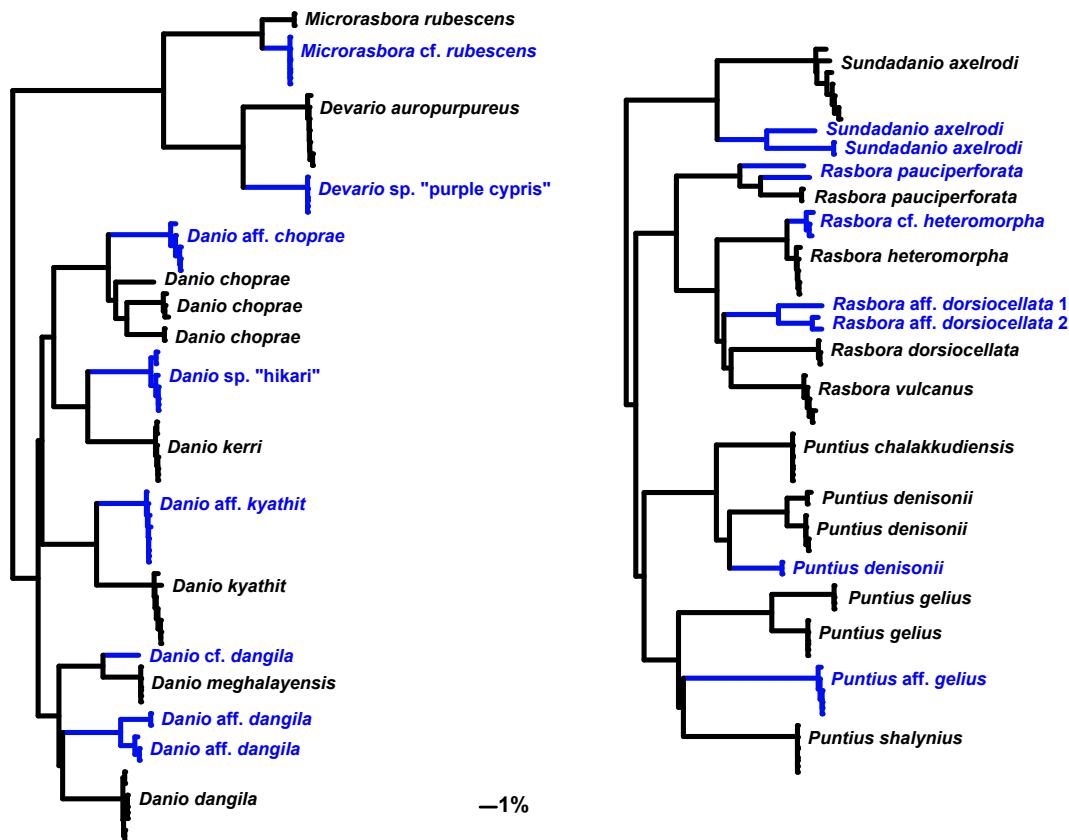 Microrasbora rubescens
Microrasbora cf. rubescens
Devario auropurpureus
Devario sp. "purple cypris"
Danio aff. choprae
Danio choprae
Danio choprae
Danio choprae
Danio sp. "hikari"
Danio kerri
Danio aff. kyathit
Danio kyathit
Danio cf. dangila
Danio meghalayensis
Danio aff. dangila
Danio aff. dangila
Danio dangila
1%
Sundadanio axelrodi
Sundadanio axelrodi
Sundadanio axelrodi
Rasbora pauciperforata
Rasbora pauciperforata
Rasbora cf. heteromorpha
Rasbora heteromorpha
Rasbora aff. dorsiocellata 1
Rasbora aff. dorsiocellata 2
Rasbora dorsiocellata
Rasbora vulcanus
Puntius chalakkudiensis
Puntius denisonii
Puntius denisonii
Puntius denisonii
Puntius gelius
Puntius gelius
Puntius aff. gelius
Puntius shalynius